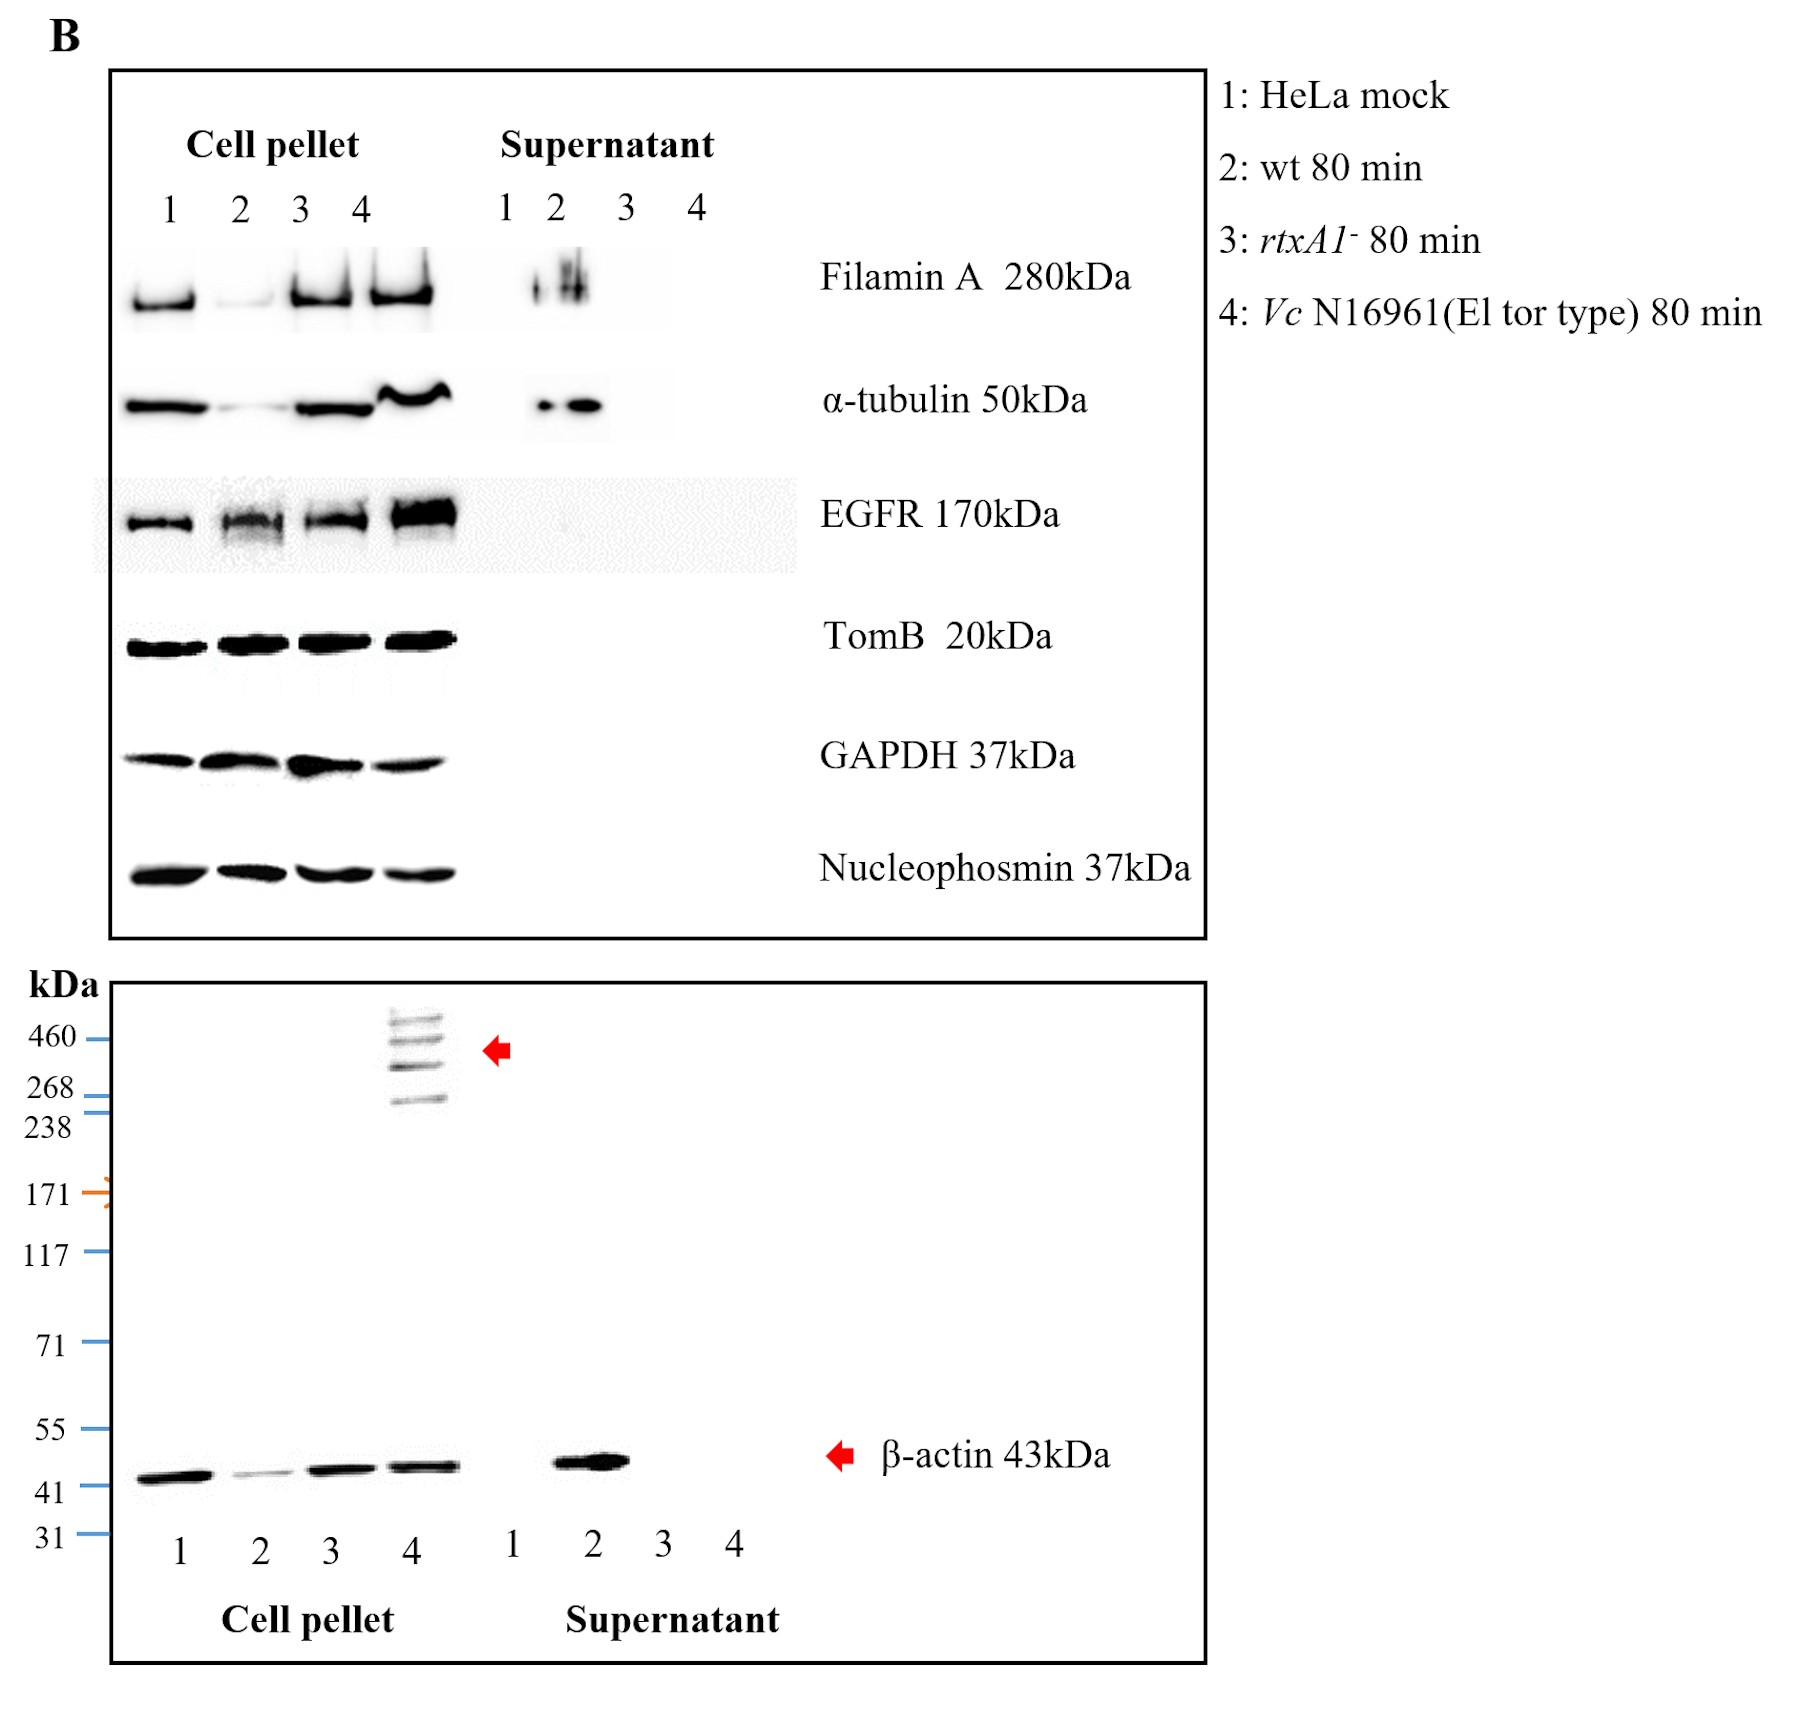 B
Cell pellet Supernatant
1 2 3 4 1 2 3 4
Filamin A 280kDa
α-tubulin 50kDa
EGFR 170kDa
TomB 20kDa
GAPDH 37kDa
Nucleophosmin 37kDa
1: HeLa mock
2: wt 80 min
3: rtxA1- 80 min
4: Vc N16961(El tor type) 80 min
kDa
460
268
238
171
117
71
55
41
31
β-actin 43kDa
1 2 3 4 1 2 3 4
Cell pellet Supernatant